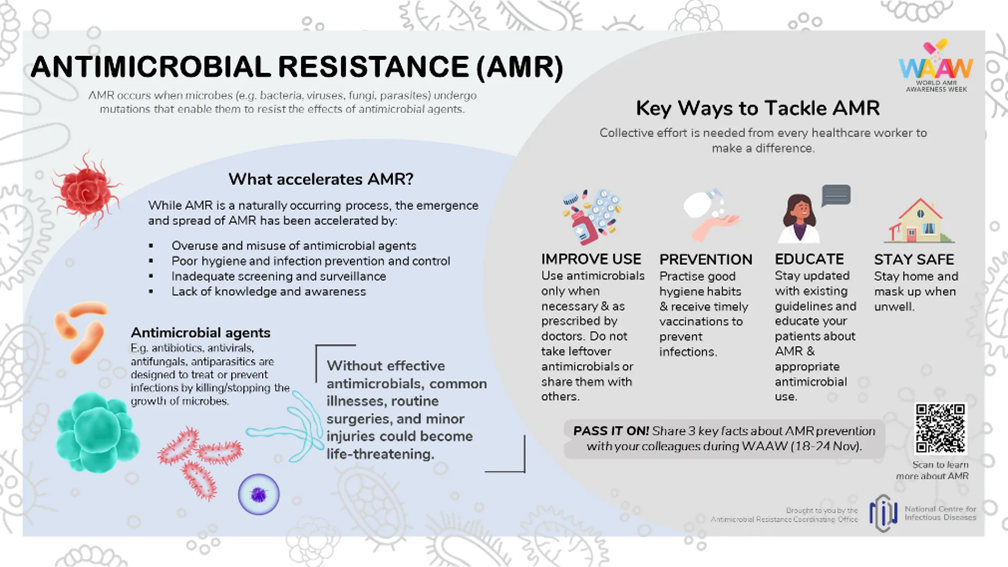 ANTIMICROBIAL RESISTANCE (AMR)
AMR occurs when microbes (e.g. bacteria, viruses, fungi, parasites) undergo
mutations that enable them to resist the effects of antimicrobial agents.
What accelerates AMR?
While AMR is a naturally occurring process, the emergence
and spread of AMR has been accelerated by:
▪ Overuse and misuse of antimicrobial agents
▪ Poor hygiene and infection prevention and control
▪ Inadequate screening and surveillance
▪ Lack of knowledge and awareness
Antimicrobial agents
E.g. antibiotics, antivirals,
antifungals, antiparasitics are
designed to treat or prevent
infections by killing/stopping the
growth of microbes.
Without effective
antimicrobials, common
illnesses, routine
surgeries, and minor
injuries could become
life-threatening.
WAAW
WORLD AMR
AWARENESS WEEK
Key Ways to Tackle AMR
Collective effort is needed from every healthcare worker to
make a difference.
IMPROVE USE
Use antimicrobials
only when
necessary & as
prescribed by
doctors. Do not
take leftover
antimicrobials or
share them with
others.
PREVENTION
Practise good
hygiene habits
& receive timely
vaccinations to
prevent
infections.
EDUCATE
Stay updated
with existing
guidelines and
educate your
patients about
AMR &
appropriate
antimicrobial
use.
STAY SAFE
Stay home and
mask up when
unwell.
PASS IT ON! Share 3 key facts about AMR prevention
with your colleagues during WAAW (18-24 Nov).
Scan to learn
more about AMR
Brought to you by the
Antimicrobial Resistance Coordinating Office
National Centre for
Infectious Diseases